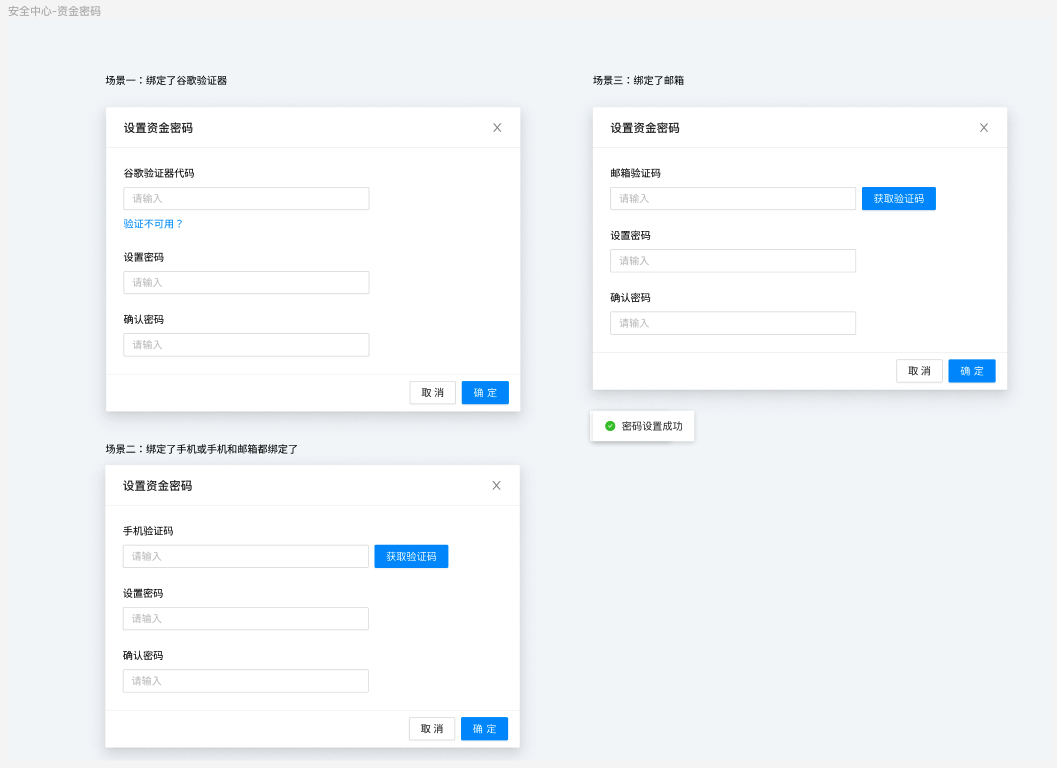 安全中心-资金密码
场景一：绑定了谷歌验证器
设置资金密码
谷歌验证器代码
请输入
验证不可用？
设置密码
请输入
确认密码
请输入
取 消
确 定
场景二：绑定了手机或手机和邮箱都绑定了
设置资金密码
手机验证码
请输入
获取验证码
设置密码
请输入
确认密码
请输入
取 消
确 定
场景三：绑定了邮箱
设置资金密码
邮箱验证码
请输入
获取验证码
设置密码
请输入
确认密码
请输入
取 消
确 定
密码设置成功